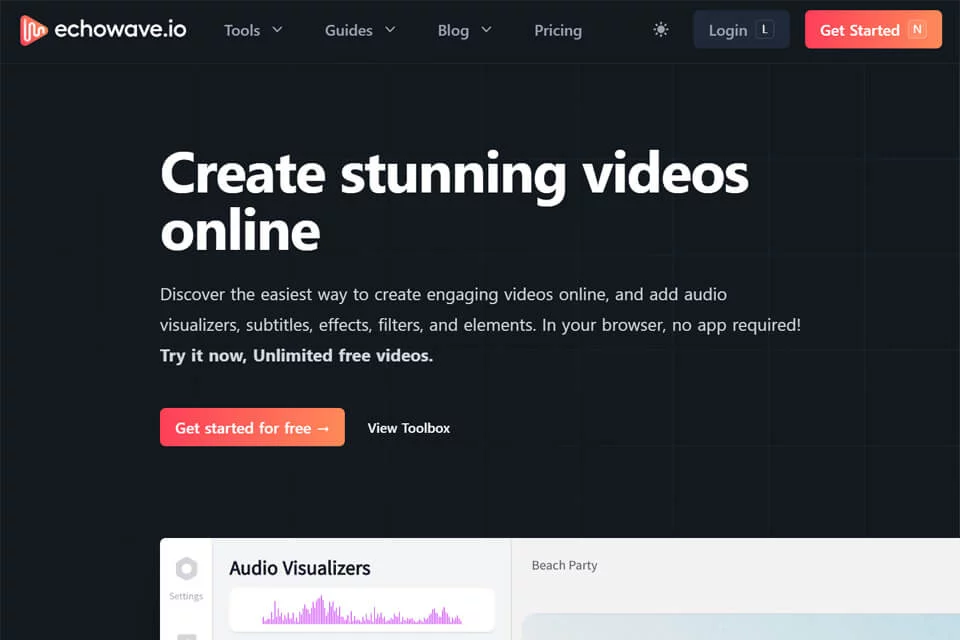 echowave.io Tools Guides Blog Pricing Login L Get Started N
Create stunning videos
online
Discover the easiest way to create engaging videos online, and add audio
visualizers, subtitles, effects, filters, and elements. In your browser, no app required!
Try it now, Unlimited free videos.
Get started for free → View Toolbox
Audio Visualizers
Beach Party
Settings